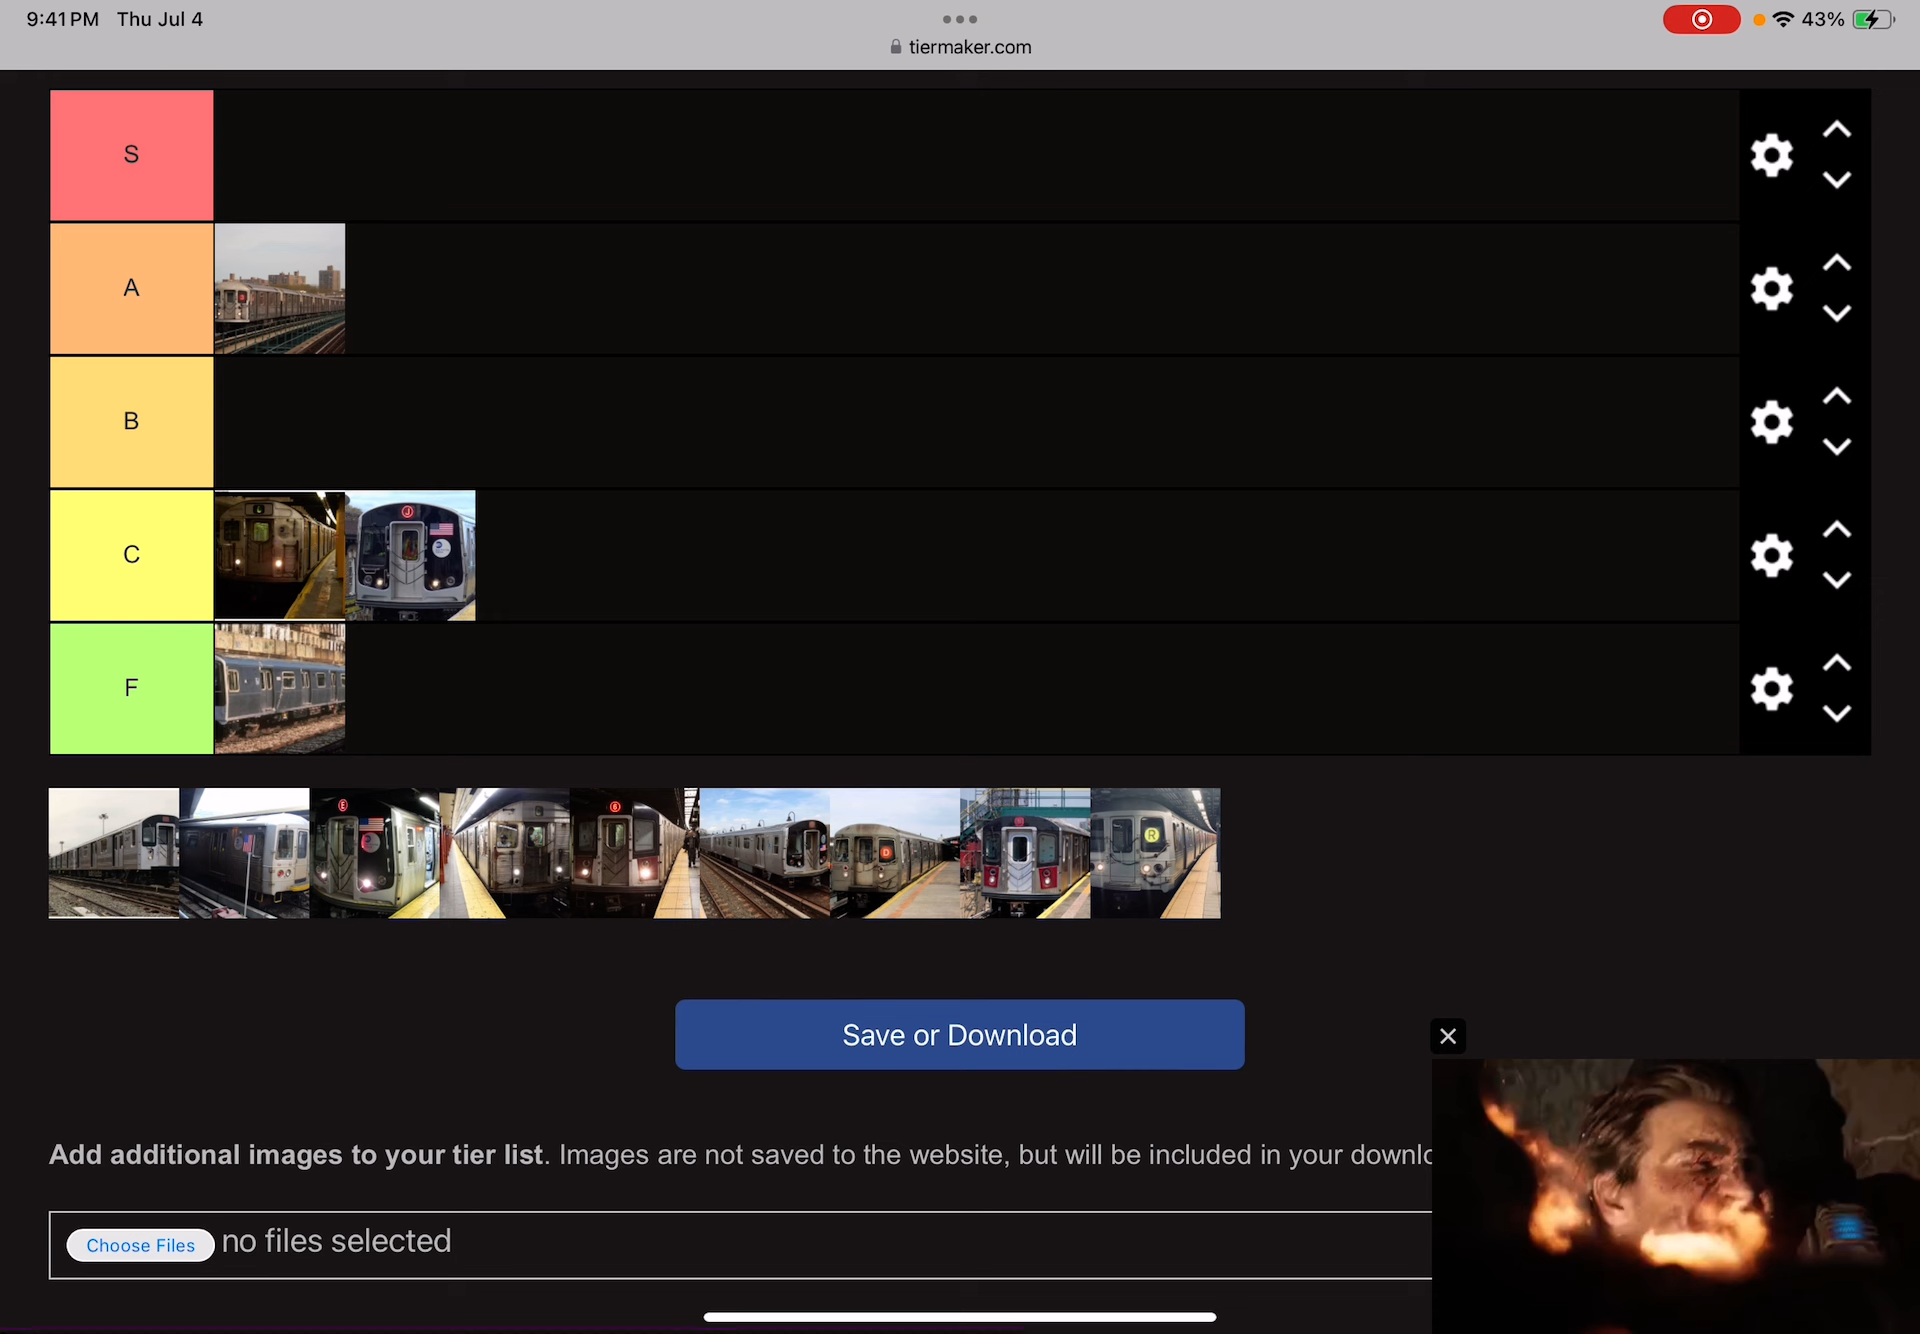 9:41 PM Thu Jul 4
43%
tiermaker.com
S
A
B
C
F
J
E
6
D
R
Save or Download
Add additional images to your tier list. Images are not saved to the website, but will be included in your downlo
Choose Files no files selected